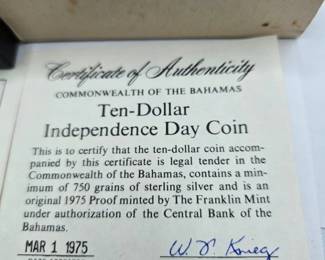 Certificate of Authenticity
COMMONWEALTH OF THE BAHAMAS
Ten-Dollar
Independence Day Coin
This is to certify that the ten-dollar coin accom-
panied by this certificate is legal tender in the
Commonwealth of the Bahamas, contains a min-
imum of 750 grains of sterling silver and is an
original 1975 Proof minted by The Franklin Mint
under authorization of the Central Bank of the
Bahamas.
MAR 1 1975